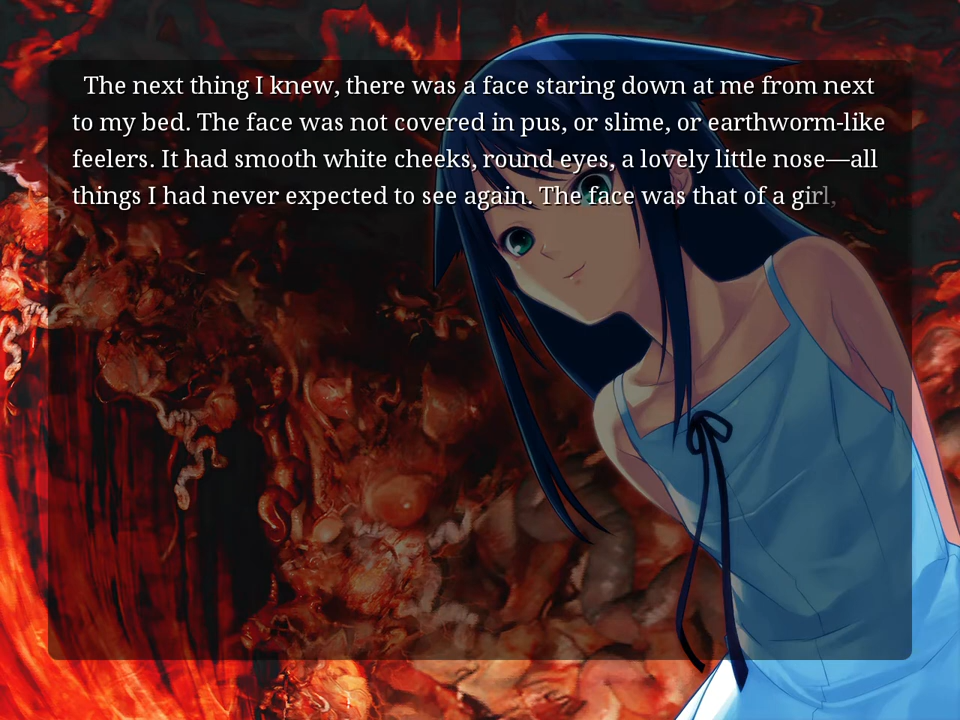 The next thing I knew, there was a face staring down at me from next
to my bed. The face was not covered in pus, or slime, or earthworm-like
feelers. It had smooth white cheeks, round eyes, a lovely little nose—all
things I had never expected to see again. The face was that of a girl,